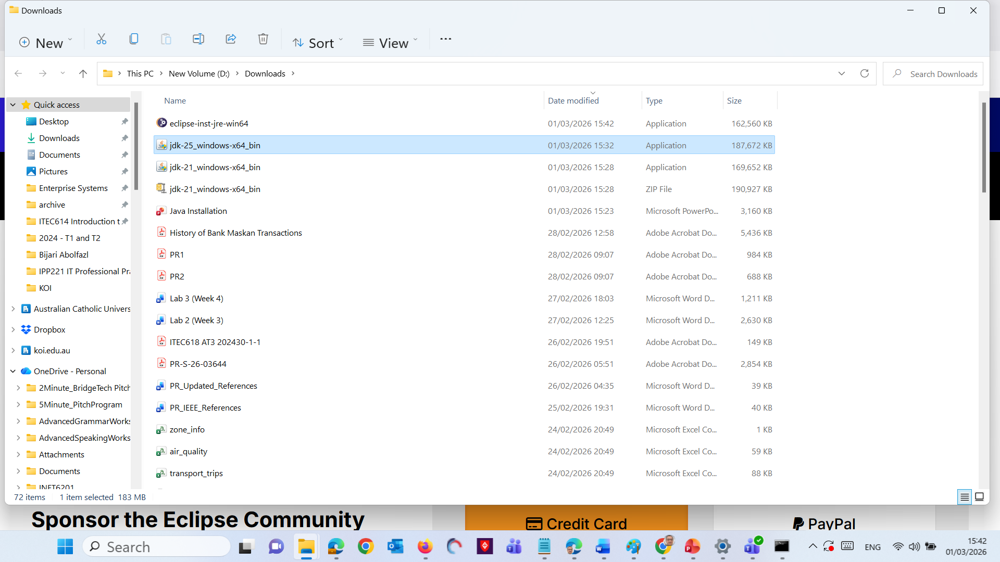 Downloads
New
Sort
View
This PC
New Volume (D:)
Downloads
Search Downloads
Name
Date modified
Type
Size
Quick access
Desktop
Downloads
Documents
Pictures
Enterprise Systems
archive
ITEC614 Introduction t
2024 - T1 and T2
Bijari Abolfazl
IPP221 IT Professional Pra
KOI
Australian Catholic Univers
Dropbox
koi.edu.au
OneDrive - Personal
2Minute_BridgeTech Pitch
5Minute_PitchProgram
AdvancedGrammarWorks
AdvancedSpeakingWorks
Attachments
Documents
INET6201
eclipse-inst-jre-win64 01/03/2026 15:42 Application 162,560 KB
jdk-25_windows-x64_bin 01/03/2026 15:32 Application 187,672 KB
jdk-21_windows-x64_bin 01/03/2026 15:28 Application 169,652 KB
jdk-21_windows-x64_bin 01/03/2026 15:28 ZIP File 190,927 KB
Java Installation 01/03/2026 15:23 Microsoft PowerPo... 3,160 KB
History of Bank Maskan Transactions 28/02/2026 12:58 Adobe Acrobat Do... 5,436 KB
PR1 28/02/2026 09:07 Adobe Acrobat Do... 984 KB
PR2 28/02/2026 09:07 Adobe Acrobat Do... 688 KB
Lab 3 (Week 4) 27/02/2026 18:03 Microsoft Word D... 1,211 KB
Lab 2 (Week 3) 27/02/2026 12:25 Microsoft Word D... 2,630 KB
ITEC618 AT3 202430-1-1 26/02/2026 19:51 Adobe Acrobat Do... 149 KB
PR-S-26-03644 26/02/2026 05:51 Adobe Acrobat Do... 2,854 KB
PR_Updated_References 26/02/2026 04:35 Microsoft Word D... 39 KB
PR_IEEE_References 25/02/2026 19:31 Microsoft Word D... 40 KB
zone_info 24/02/2026 20:49 Microsoft Excel Co... 1 KB
air_quality 24/02/2026 20:49 Microsoft Excel Co... 59 KB
transport_trips 24/02/2026 20:49 Microsoft Excel Co... 88 KB
72 items 1 item selected 183 MB
Sponsor the Eclipse Community
Credit Card
PayPal
Search
ENG
15:42
01/03/2026